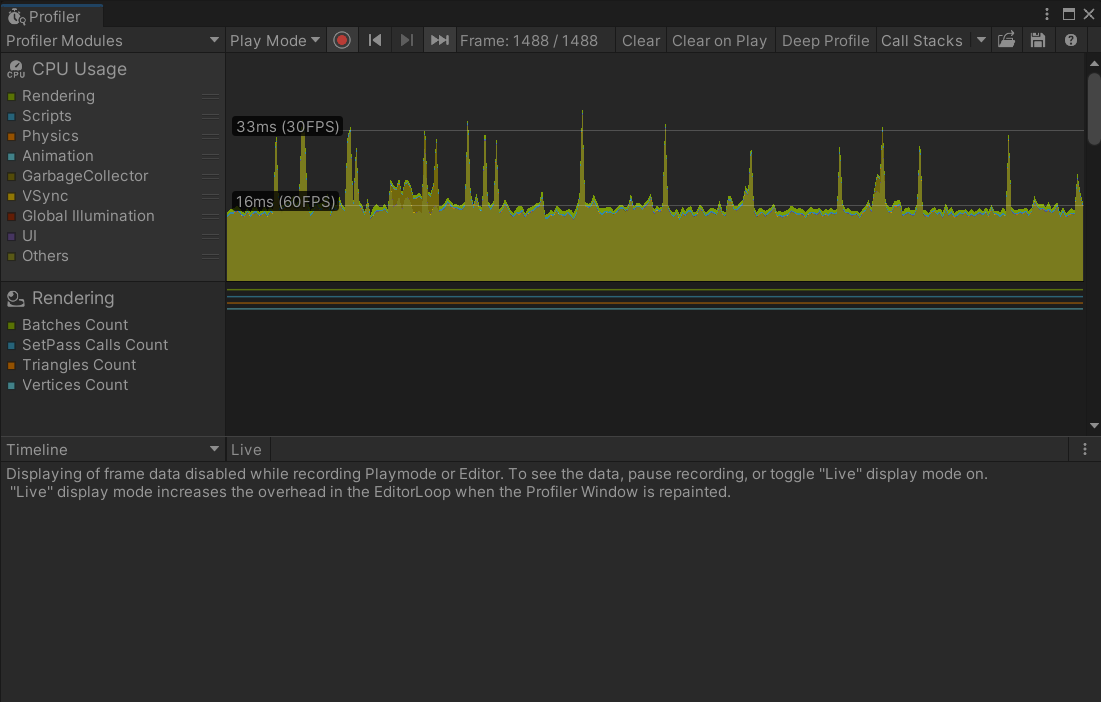 Profiler
Profiler Modules
Play Mode
Frame: 1488 / 1488
Clear
Clear on Play
Deep Profile
Call Stacks
CPU
CPU Usage
Rendering
Scripts
Physics
Animation
GarbageCollector
VSync
Global Illumination
UI
Others
33ms (30FPS)
16ms (60FPS)
Rendering
Batches Count
SetPass Calls Count
Triangles Count
Vertices Count
Timeline
Live
Displaying of frame data disabled while recording Playmode or Editor. To see the data, pause recording, or toggle "Live" display mode on.
"Live" display mode increases the overhead in the EditorLoop when the Profiler Window is repainted.